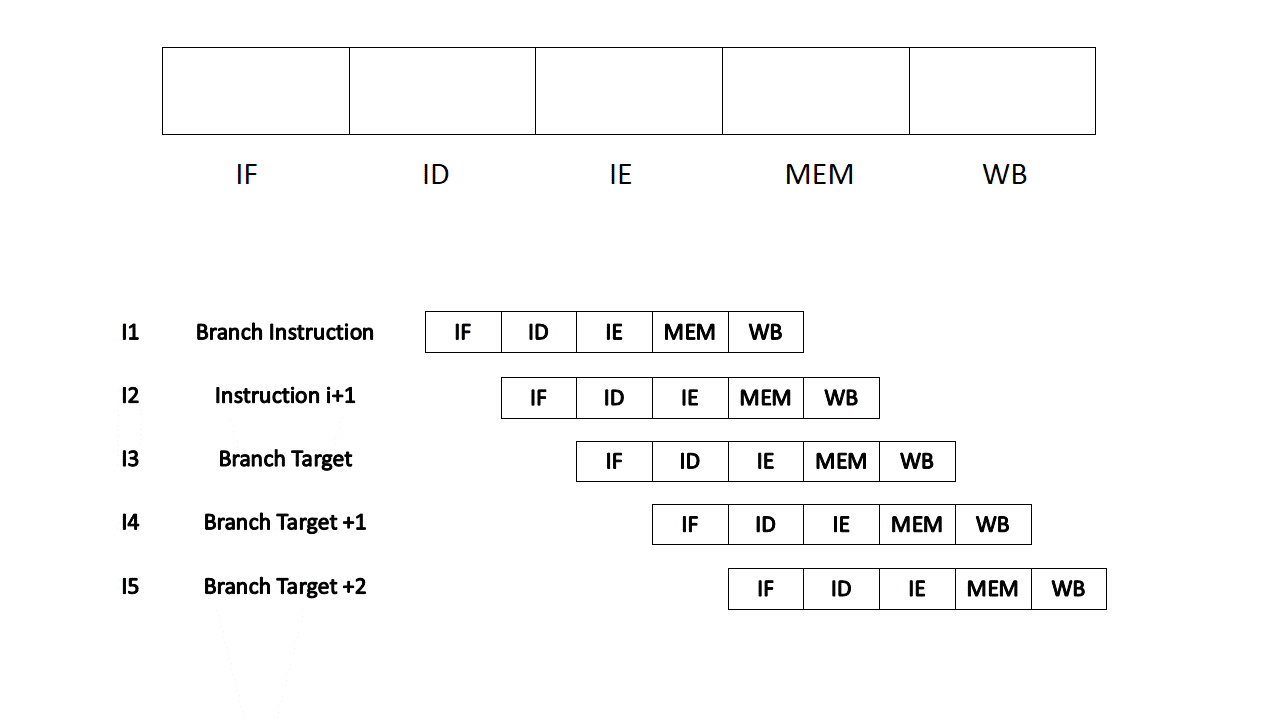 IF ID IE MEM WB
I1 Branch Instruction IF ID IE MEM WB
I2 Instruction i+1 IF ID IE MEM WB
I3 Branch Target IF ID IE MEM WB
I4 Branch Target +1 IF ID IE MEM WB
I5 Branch Target +2 IF ID IE MEM WB